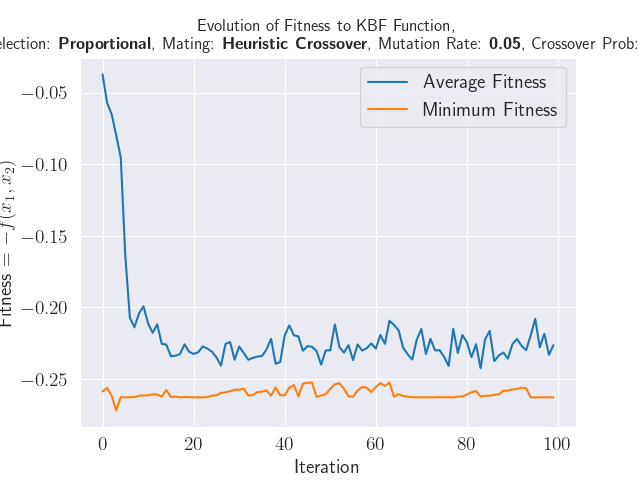 Evolution of Fitness to KBF Function,
election: Proportional, Mating: Heuristic Crossover, Mutation Rate: 0.05, Crossover Prob:
Average Fitness
Minimum Fitness
−0.05
−0.10
−0.15
−0.20
−0.25
Fitness = −f(x₁, x₂)
0 20 40 60 80 100
Iteration